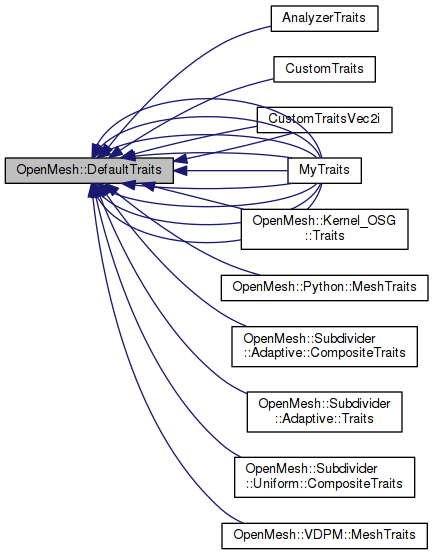 AnalyzerTraits
CustomTraits
CustomTraitsVec2i
OpenMesh::DefaultTraits
MyTraits
OpenMesh::Kernel_OSG
::Traits
OpenMesh::Python::MeshTraits
OpenMesh::Subdivider
::Adaptive::CompositeTraits
OpenMesh::Subdivider
::Adaptive::Traits
OpenMesh::Subdivider
::Uniform::CompositeTraits
OpenMesh::VDPM::MeshTraits